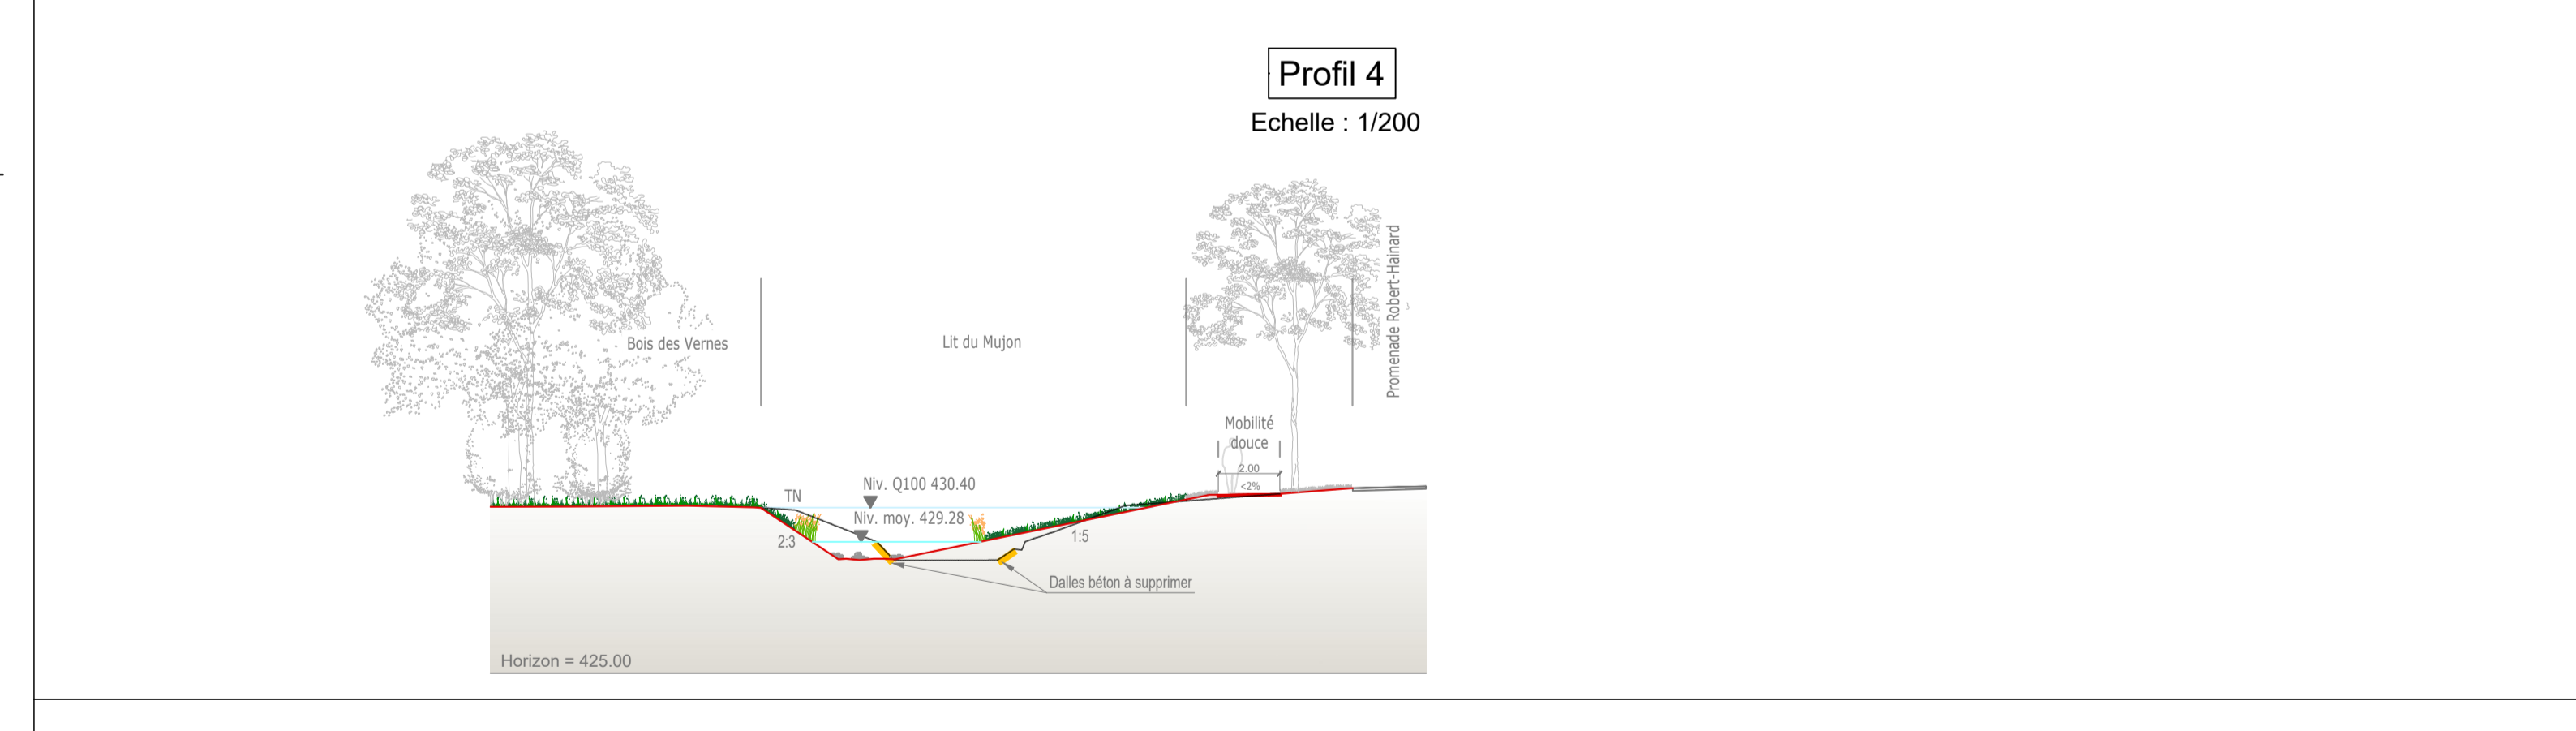 Profil 4
Echelle : 1/200
Promenade Robert-Hainard
Bois des Vernes
Lit du Mujon
Mobilité
douce
2.00
<2%
TN
Niv. Q100 430.40
Niv. moy. 429.28
2:3
1:5
Dalles béton à supprimer
Horizon = 425.00